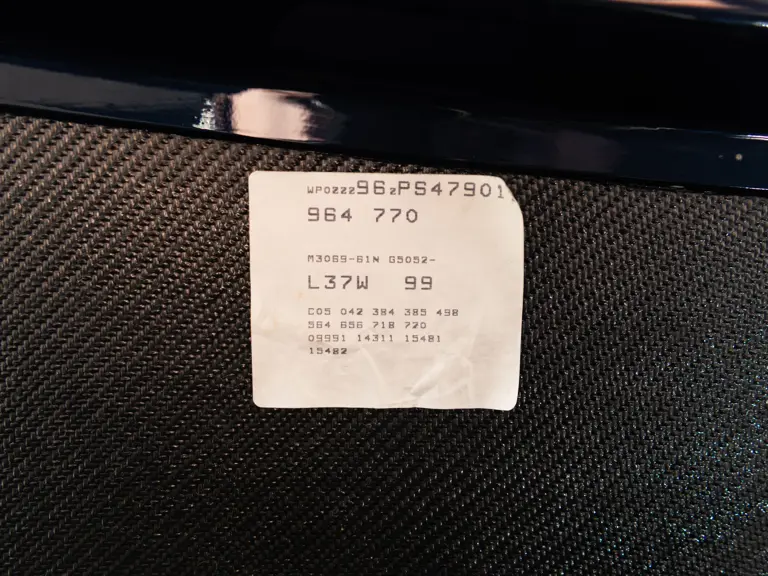 WP0ZZZ96ZPS47901
964 770
M3069-61N G5052-
L37W 99
C05 042 384 385 498
564 656 718 720
09991 14311 15481
15482